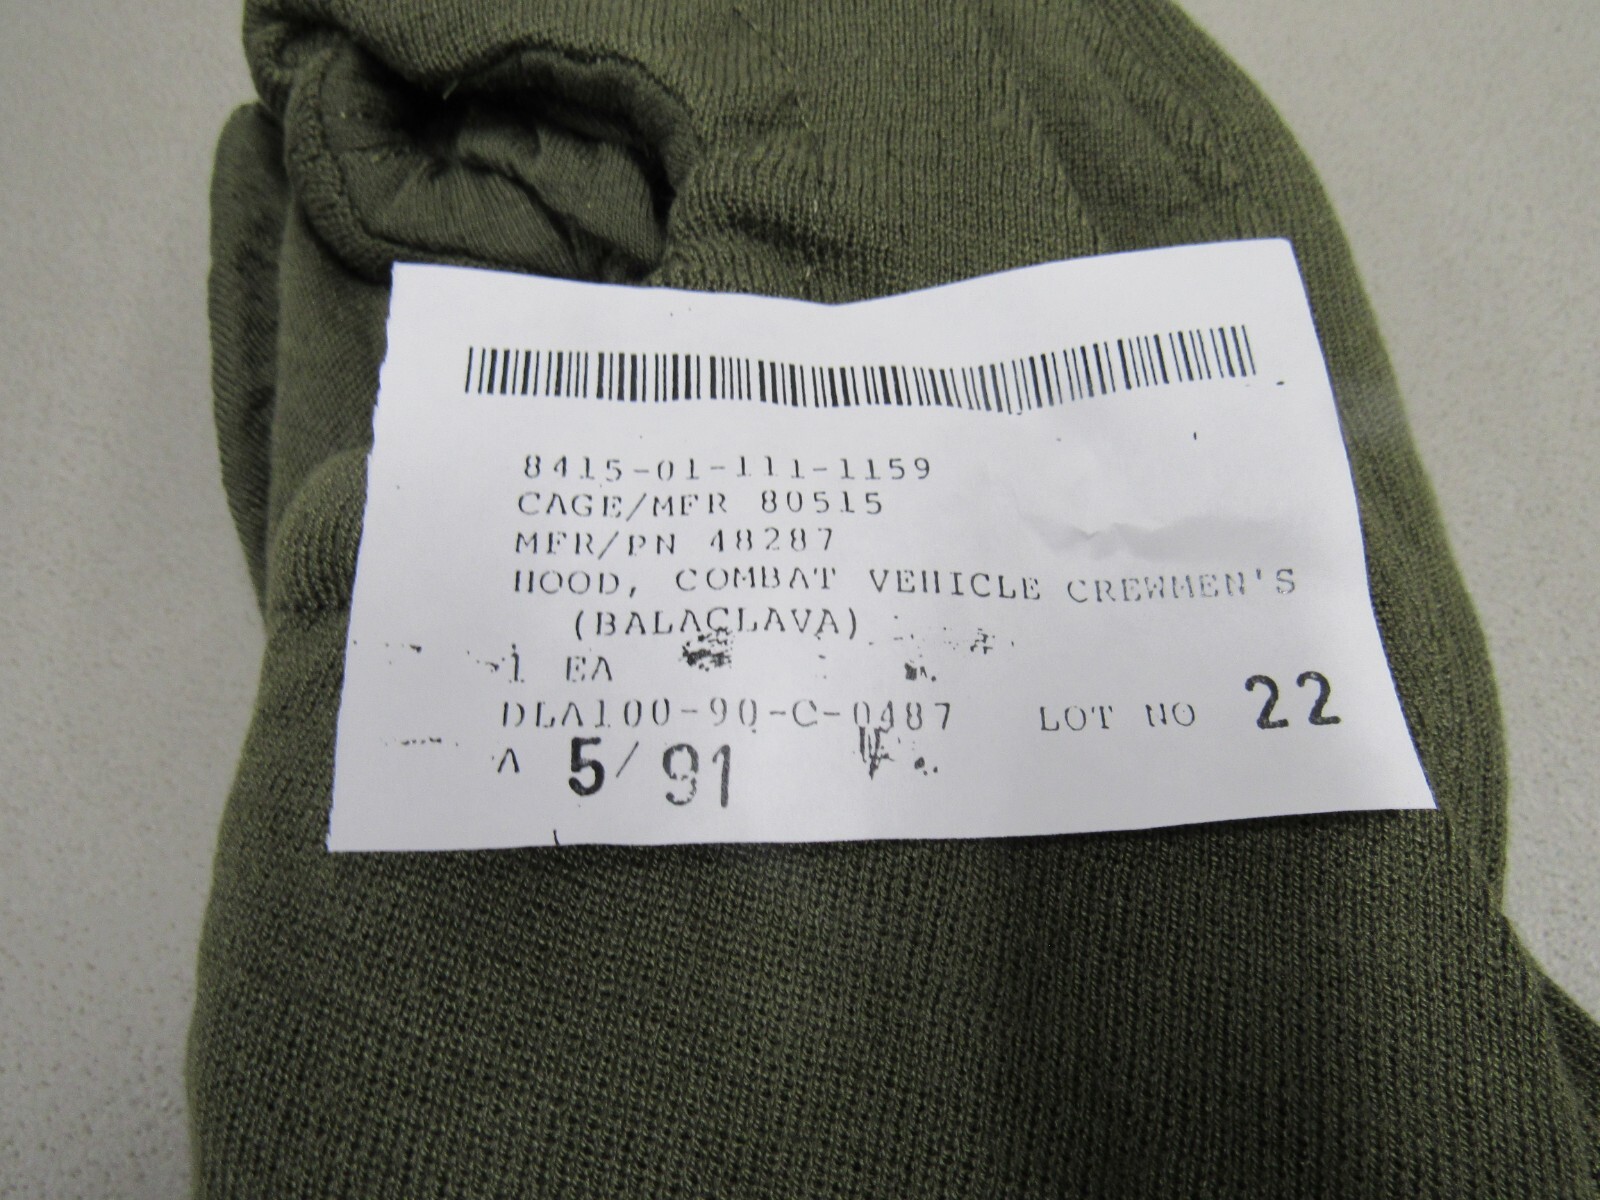 8415-01-111-1159
CAGE/MFR 80515
MFR/PN 48287
HOOD, COMBAT VEHICLE CREWMEN'S
(BALACLAVA)
1 EA
DLA100-90-C-0487 LOT NO 22
A 5/91